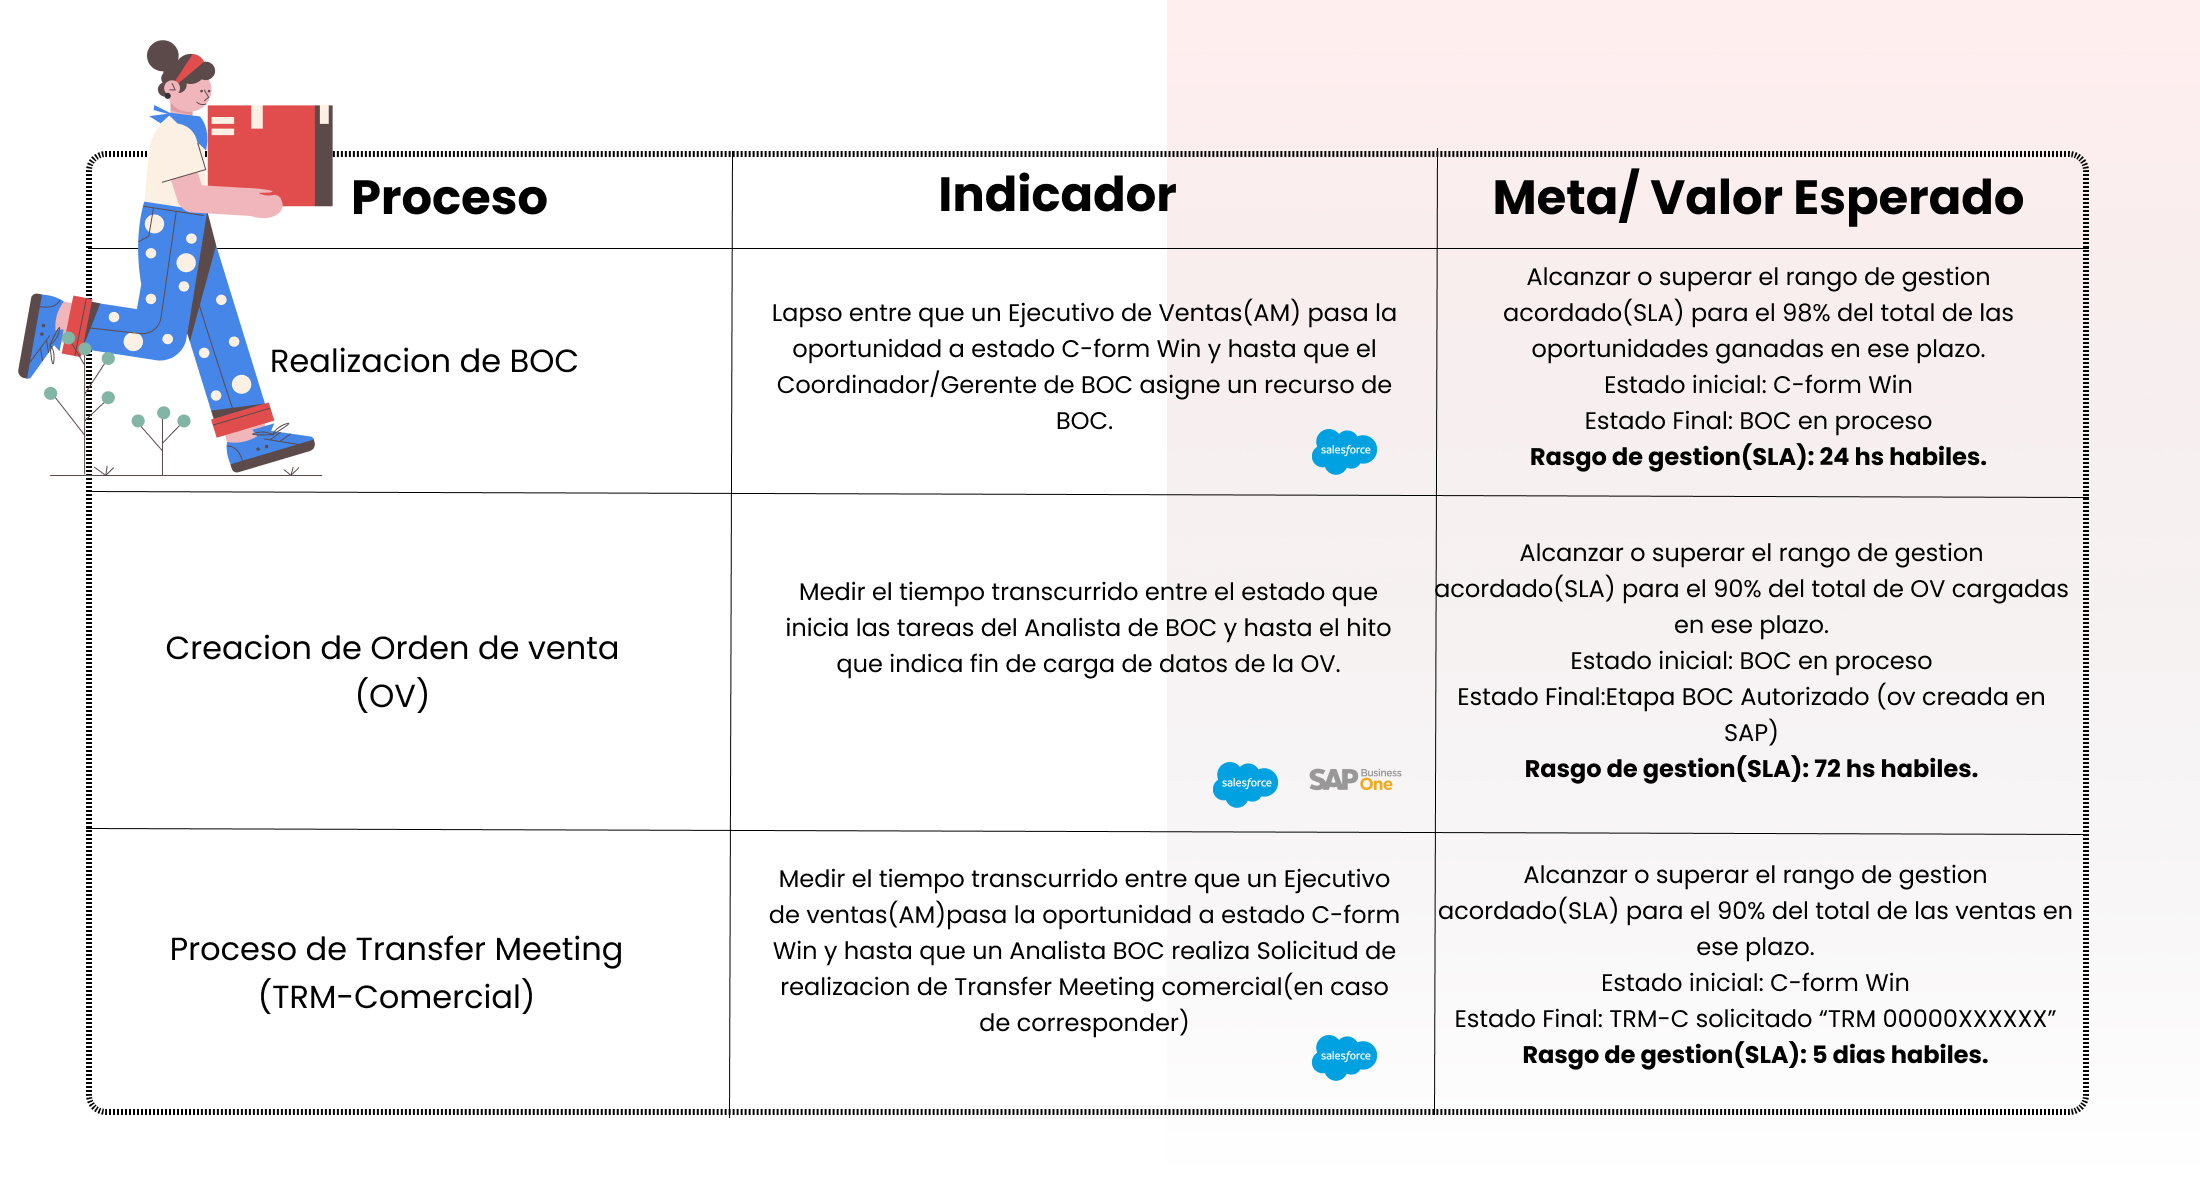 Proceso
Indicador
Meta/ Valor Esperado
Realizacion de BOC
Lapso entre que un Ejecutivo de Ventas(AM) pasa la
oportunidad a estado C-form Win y hasta que el
Coordinador/Gerente de BOC asigne un recurso de
BOC.
salesforce
Alcanzar o superar el rango de gestion
acordado(SLA) para el 98% del total de las
oportunidades ganadas en ese plazo.
Estado inicial: C-form Win
Estado Final: BOC en proceso
Rasgo de gestion(SLA): 24 hs habiles.
Creacion de Orden de venta
(OV)
Medir el tiempo transcurrido entre el estado que
inicia las tareas del Analista de BOC y hasta el hito
que indica fin de carga de datos de la OV.
salesforce
SAP Business One
Alcanzar o superar el rango de gestion
acordado(SLA) para el 90% del total de OV cargadas
en ese plazo.
Estado inicial: BOC en proceso
Estado Final:Etapa BOC Autorizado (ov creada en
SAP)
Rasgo de gestion(SLA): 72 hs habiles.
Proceso de Transfer Meeting
(TRM-Comercial)
Medir el tiempo transcurrido entre que un Ejecutivo
de ventas(AM)pasa la oportunidad a estado C-form
Win y hasta que un Analista BOC realiza Solicitud de
realizacion de Transfer Meeting comercial(en caso
de corresponder)
salesforce
Alcanzar o superar el rango de gestion
acordado(SLA) para el 90% del total de las ventas en
ese plazo.
Estado inicial: C-form Win
Estado Final: TRM-C solicitado “TRM 00000XXXXXX”
Rasgo de gestion(SLA): 5 dias habiles.